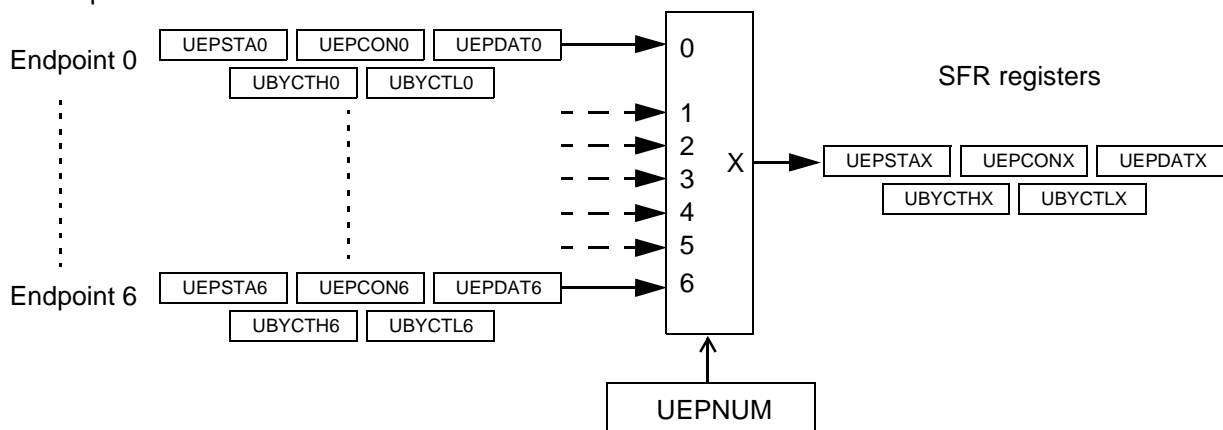 Endpoint 0
UEPSTA0 UEPCON0 UEPDAT0
UBYCTH0 UBYCTL0
0
1
2
3
4
5
6
X
SFR registers
UEPSTAX UEPCONX UEPDATX
UBYCTHX UBYCTLX
Endpoint 6
UEPSTA6 UEPCON6 UEPDAT6
UBYCTH6 UBYCTL6
UEPNUM